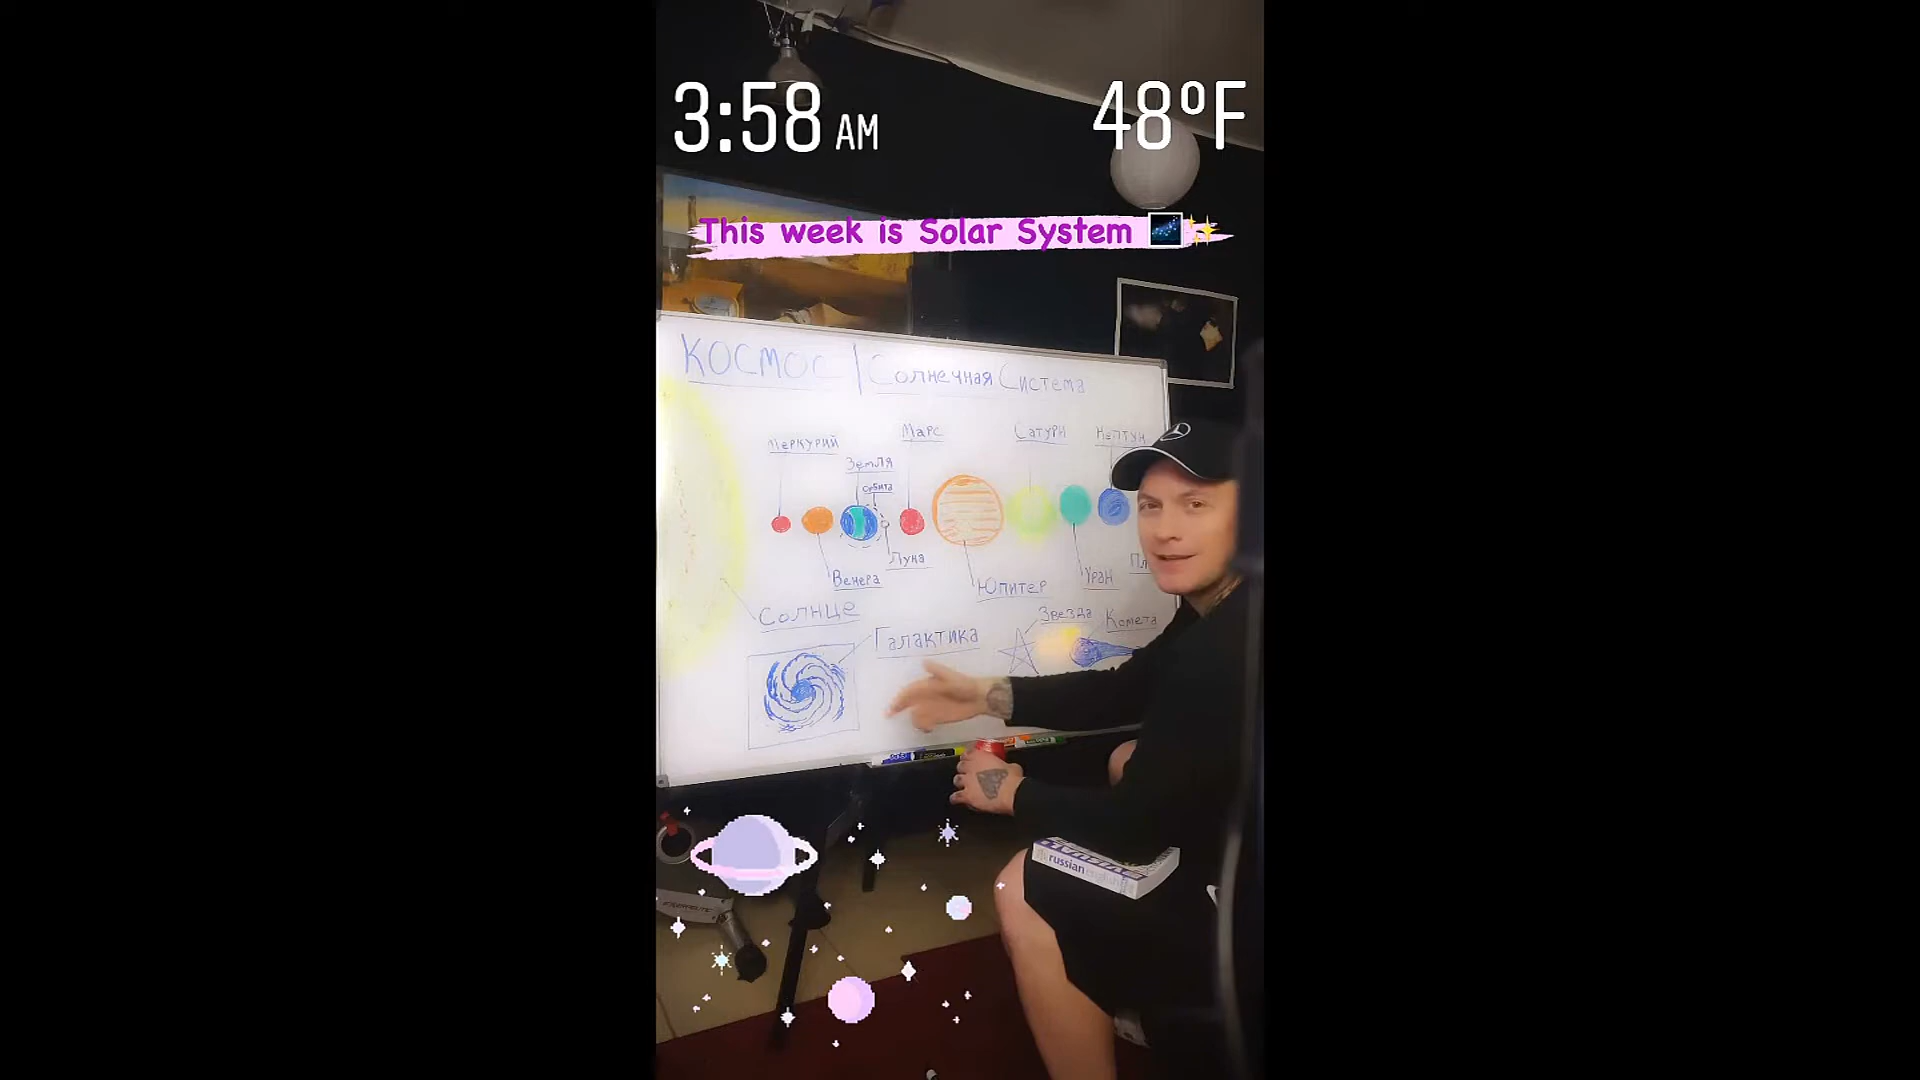 3:58 AM
48°F
This week is Solar System
КОСМОС | Солнечная Система
Меркурий
Марс
Сатурн
Нептун
Земля
Орбита
Луна
Венера
Юпитер
Уран
Солнце
Звезда
Комета
Галактика
russian english